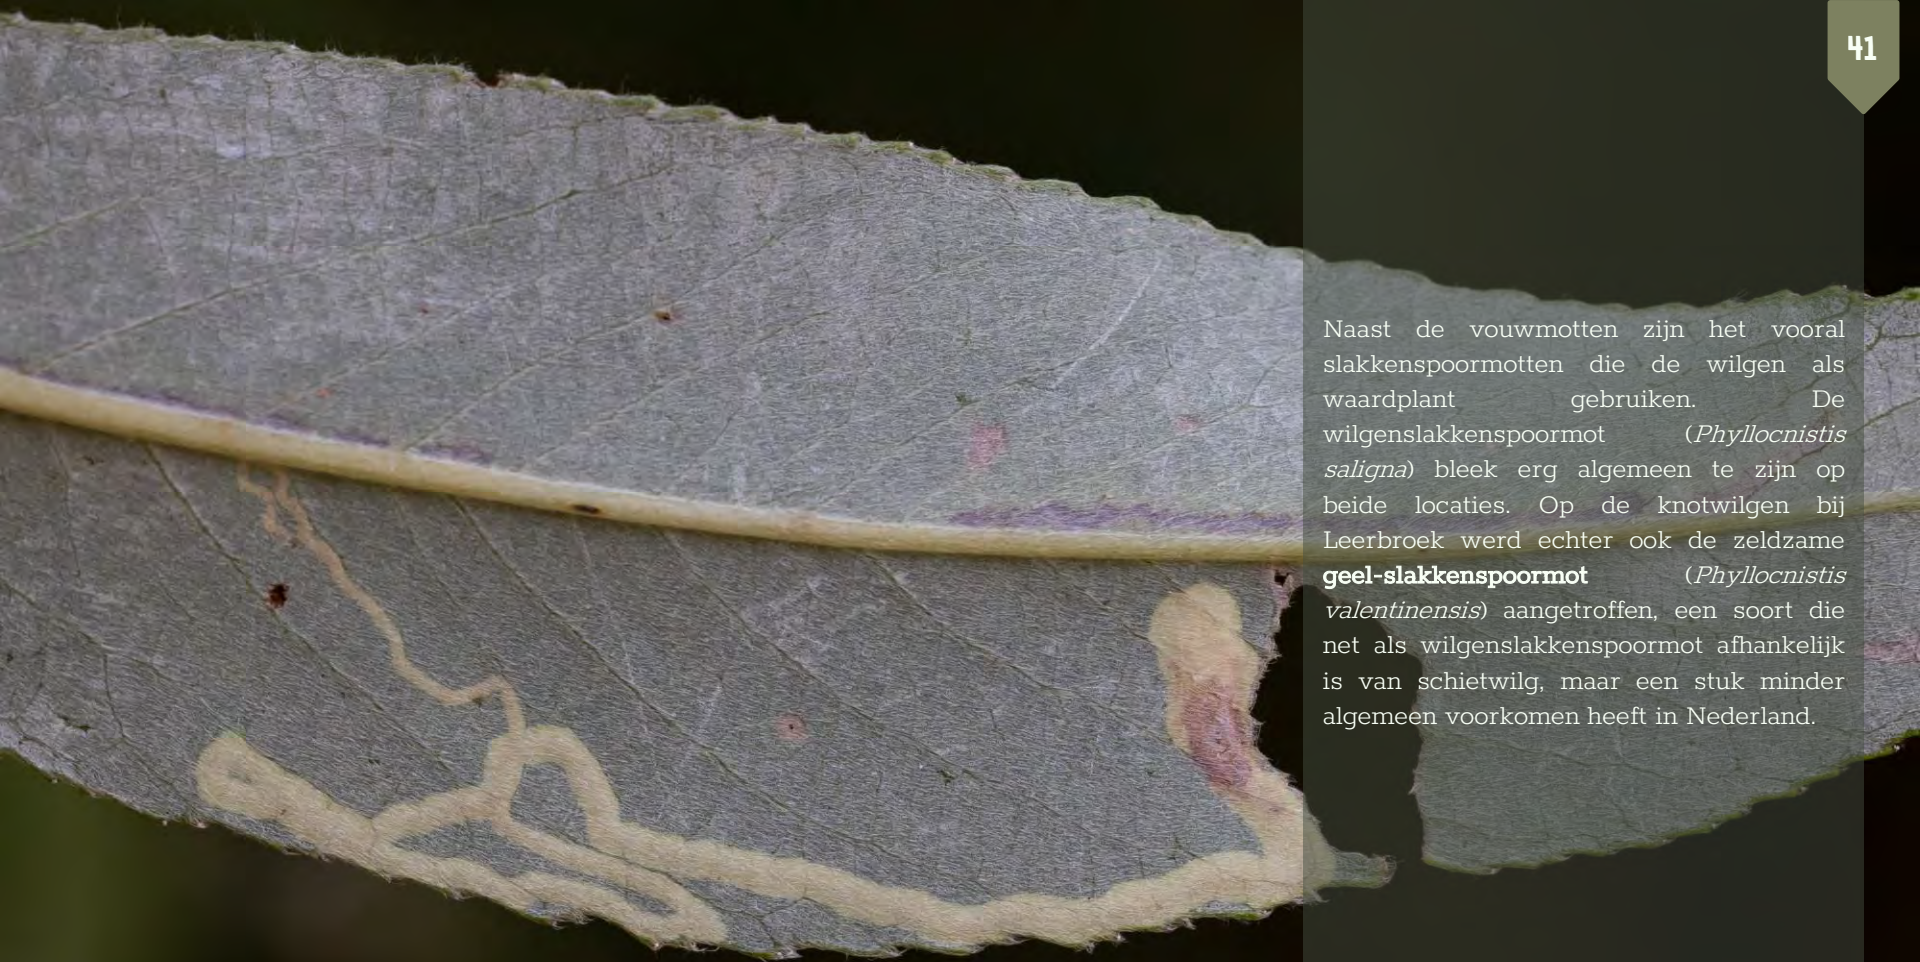 41
Naast de vouwmotten zijn het vooral
slakkenspoormotten die de wilgen als
waardplant gebruiken. De
wilgenslakkenspoormot (Phyllocnistis
saligna) bleek erg algemeen te zijn op
beide locaties. Op de knotwilgen bij
Leerbroek werd echter ook de zeldzame
geel-slakkenspoormot (Phyllocnistis
valentinensis) aangetroffen, een soort die
net als wilgenslakkenspoormot afhankelijk
is van schietwilg, maar een stuk minder
algemeen voorkomen heeft in Nederland.